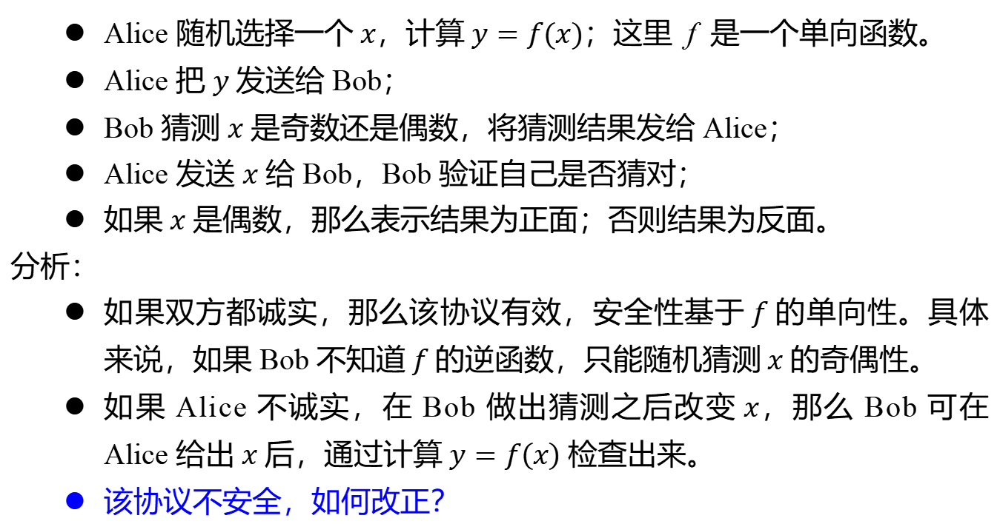 ● Alice 随机选择一个 x，计算 y = f(x)；这里 f 是一个单向函数。
● Alice 把 y 发送给 Bob；
● Bob 猜测 x 是奇数还是偶数，将猜测结果发给 Alice；
● Alice 发送 x 给 Bob，Bob 验证自己是否猜对；
● 如果 x 是偶数，那么表示结果为正面；否则结果为反面。
分析：
● 如果双方都诚实，那么该协议有效，安全性基于 f 的单向性。具体
来说，如果 Bob 不知道 f 的逆函数，只能随机猜测 x 的奇偶性。
● 如果 Alice 不诚实，在 Bob 做出猜测之后改变 x，那么 Bob 可在
Alice 给出 x 后，通过计算 y = f(x) 检查出来。
● 该协议不安全，如何改正？